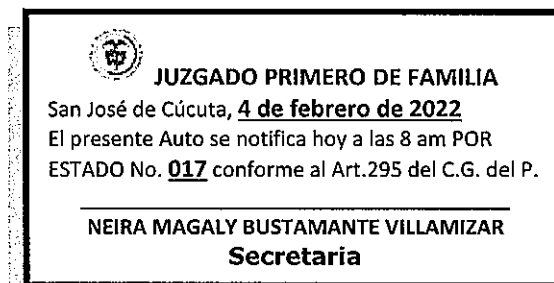 JUZGADO PRIMERO DE FAMILIA
San José de Cúcuta, 4 de febrero de 2022
El presente Auto se notifica hoy a las 8 am POR
ESTADO No. 017 conforme al Art.295 del C.G. del P.
NEIRA MAGALY BUSTAMANTE VILLAMIZAR
Secretaria